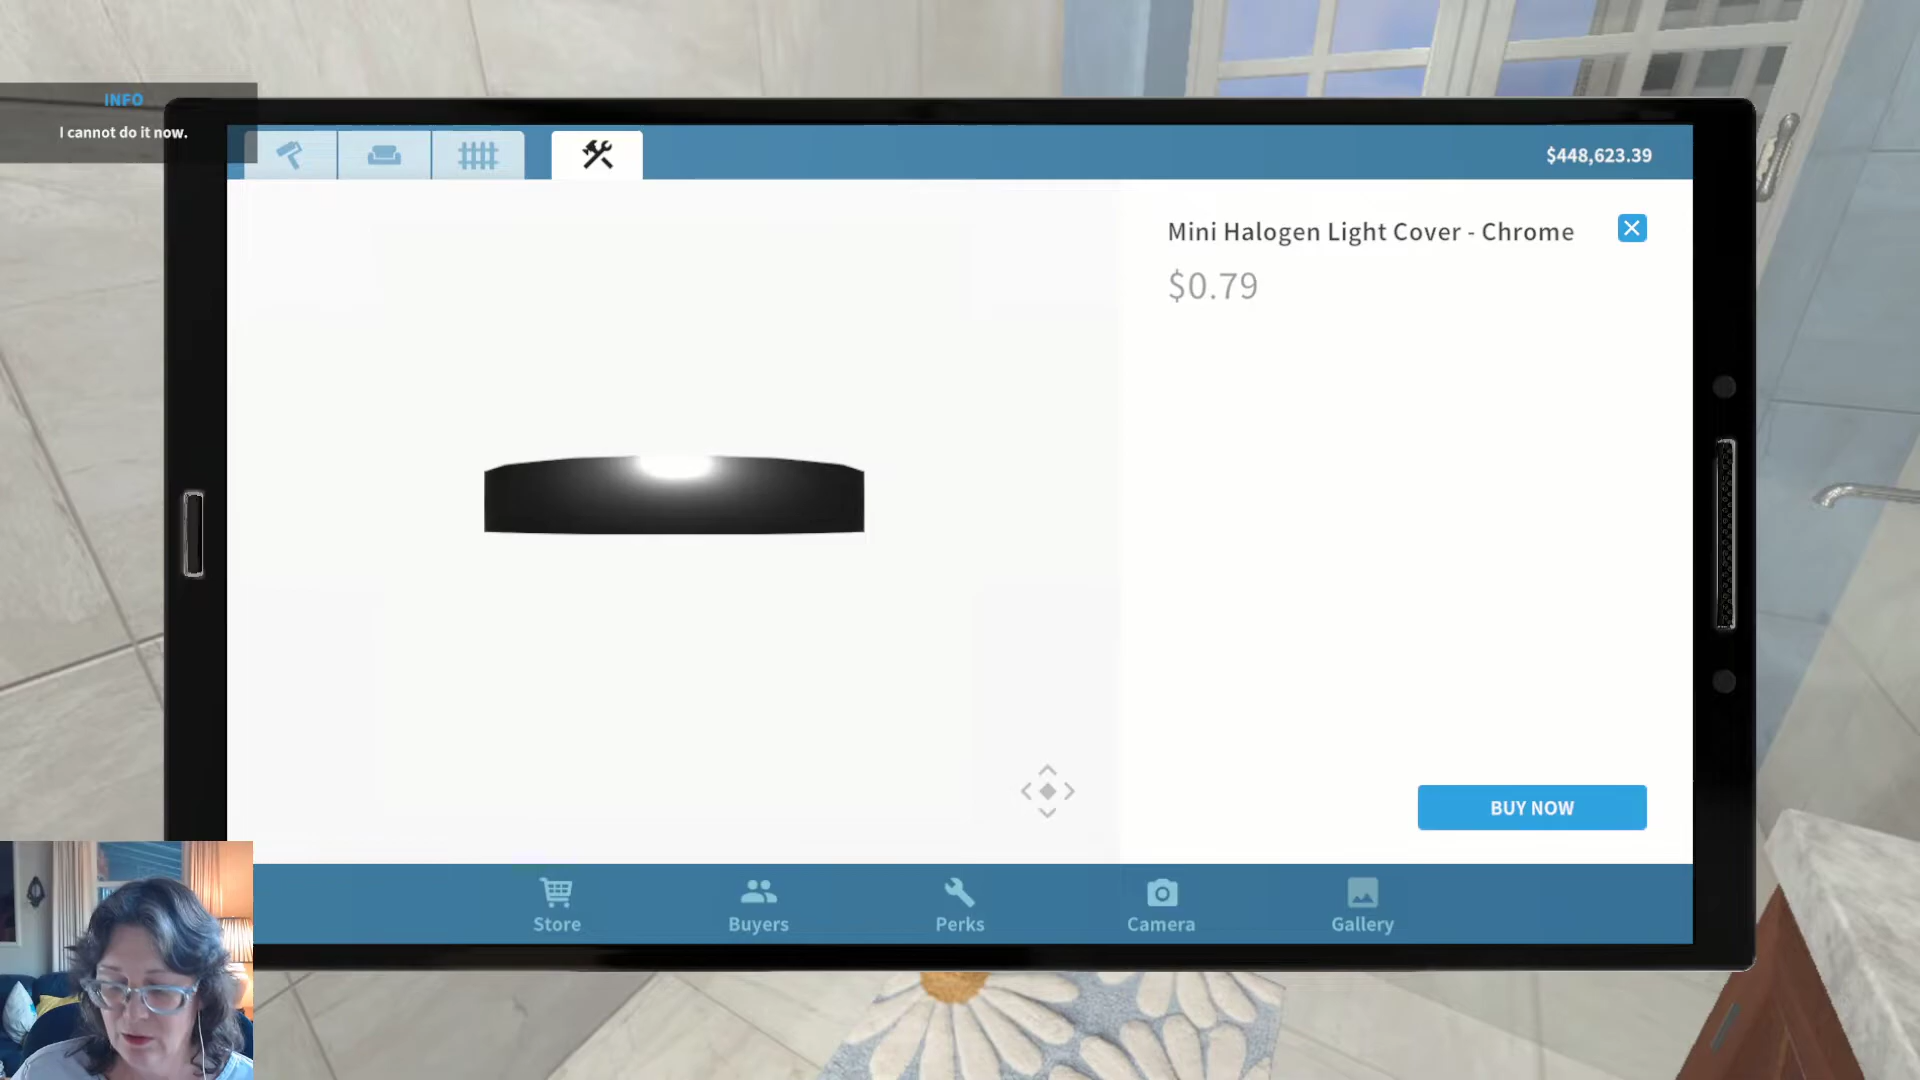 INFO
I cannot do it now.
$448,623.39
Mini Halogen Light Cover - Chrome
$0.79
BUY NOW
Store
Buyers
Perks
Camera
Gallery